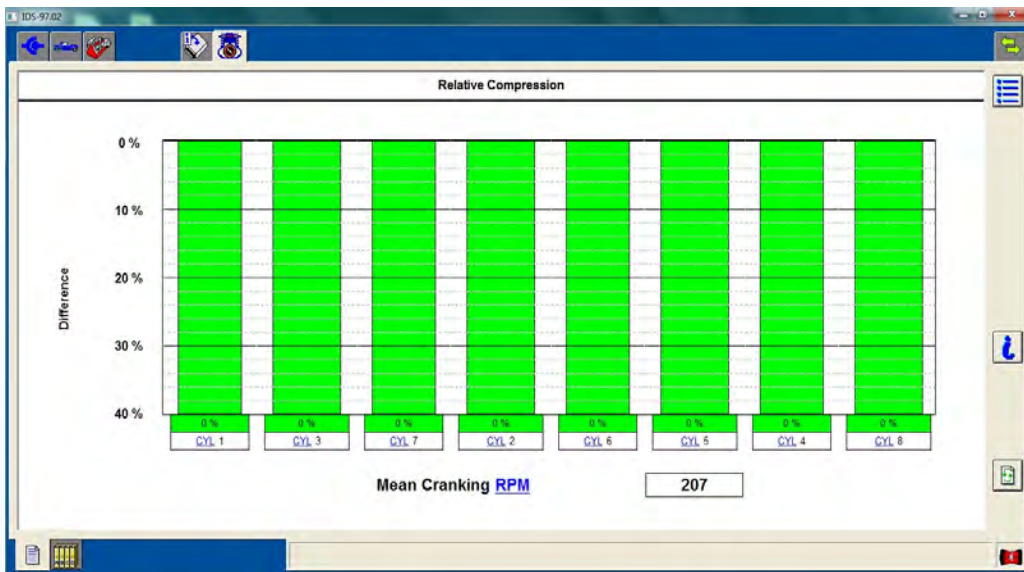 IDS-97.02
Relative Compression
0 %
10 %
20 %
30 %
40 %
Difference
0 % 0 % 0 % 0 % 0 % 0 % 0 % 0 %
CYL 1 CYL 3 CYL 7 CYL 2 CYL 6 CYL 5 CYL 4 CYL 8
Mean Cranking RPM 207